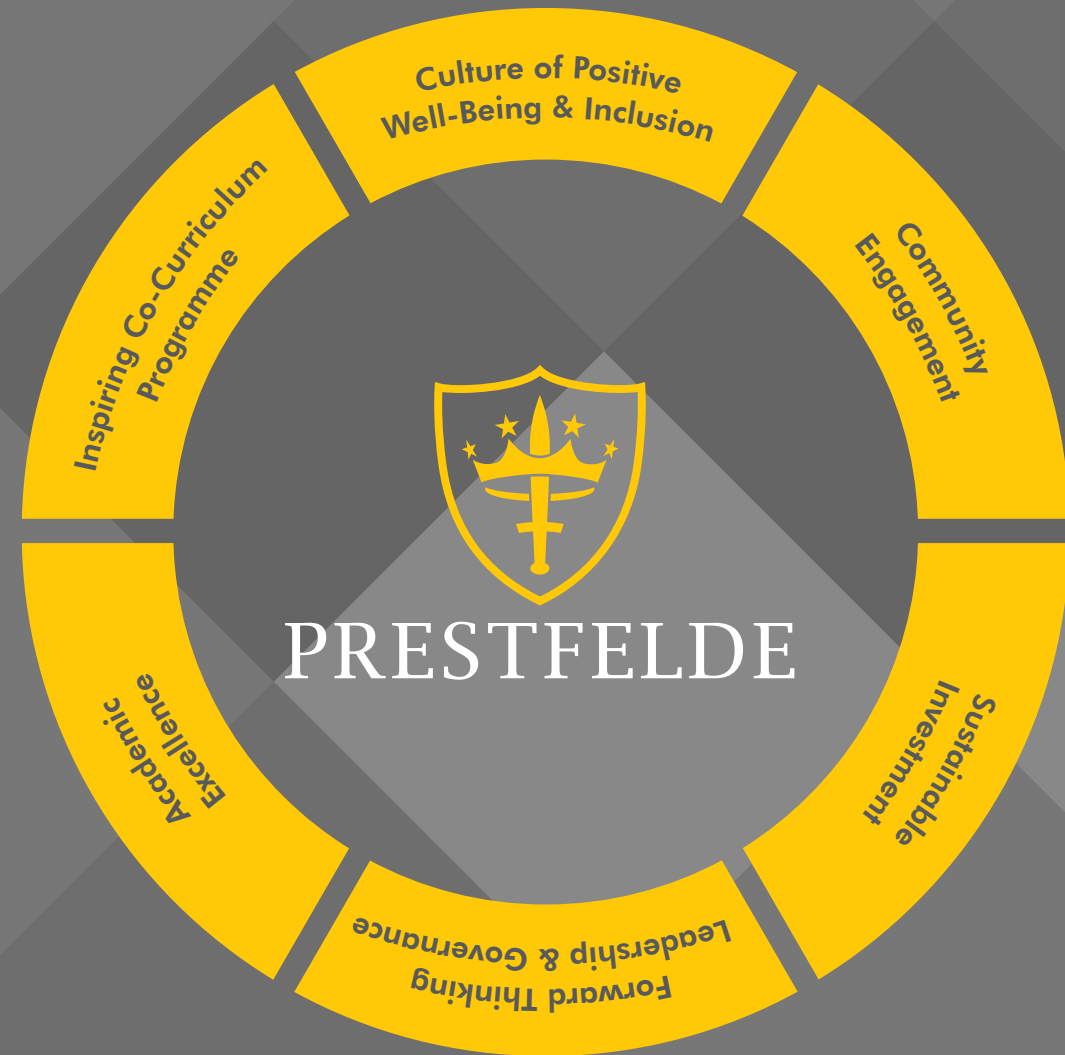 Culture of Positive
Well-Being & Inclusion
Community
Engagement
Sustainable
Investment
Forward Thinking
Leadership & Governance
Academic
Excellence
Inspiring Co-Curriculum
Programme
PRESTFELDE